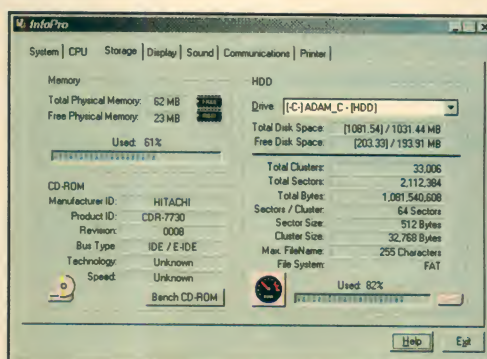 InfoPro
System CPU Storage Display Sound Communications Printer
Memory
Total Physical Memory: 62 MB FREE
Free Physical Memory: 23 MB
Used: 61%
CD-ROM
Manufacturer ID: HITACHI
Product ID: CDR-7730
Revision: 0008
Bus Type IDE / E-IDE
Technology: Unknown
Speed: Unknown
Bench CD-ROM
HDD
Drive: [-C-] ADAM_C - [HDD]
Total Disk Space: [1081.54] / 1031.44 MB
Free Disk Space: [203.33] / 193.91 MB
Total Clusters: 33,006
Total Sectors: 2,112,384
Total Bytes: 1,081,540,608
Sectors / Cluster: 64 Sectors
Sector Size: 512 Bytes
Cluster Size: 32,768 Bytes
Max. FileName: 255 Characters
File System: FAT
Used: 82%
Help Exit